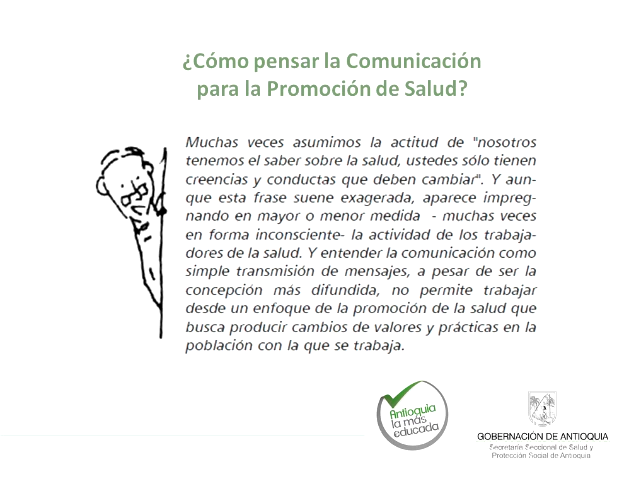 ¿Cómo pensar la Comunicación
para la Promoción de Salud?
Muchas veces asumimos la actitud de "nosotros
tenemos el saber sobre la salud, ustedes sólo tienen
creencias y conductas que deben cambiar". Y aun-
que esta frase suene exagerada, aparece impreg-
nando en mayor o menor medida - muchas veces
en forma inconsciente- la actividad de los trabaja-
dores de la salud. Y entender la comunicación como
simple transmisión de mensajes, a pesar de ser la
concepción más difundida, no permite trabajar
desde un enfoque de la promoción de la salud que
busca producir cambios de valores y prácticas en la
población con la que se trabaja.
Antioquia
la más
educada
GOBERNACIÓN DE ANTIOQUIA
Secretaría Seccional de Salud y
Protección Social de Antioquia